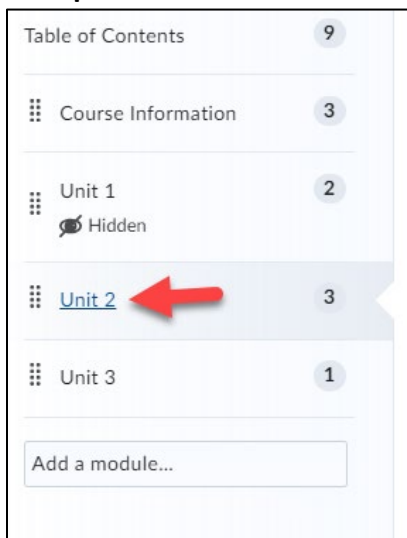 Table of Contents 9
Course Information 3
Unit 1 2
Hidden
Unit 2 3
Unit 3 1
Add a module...